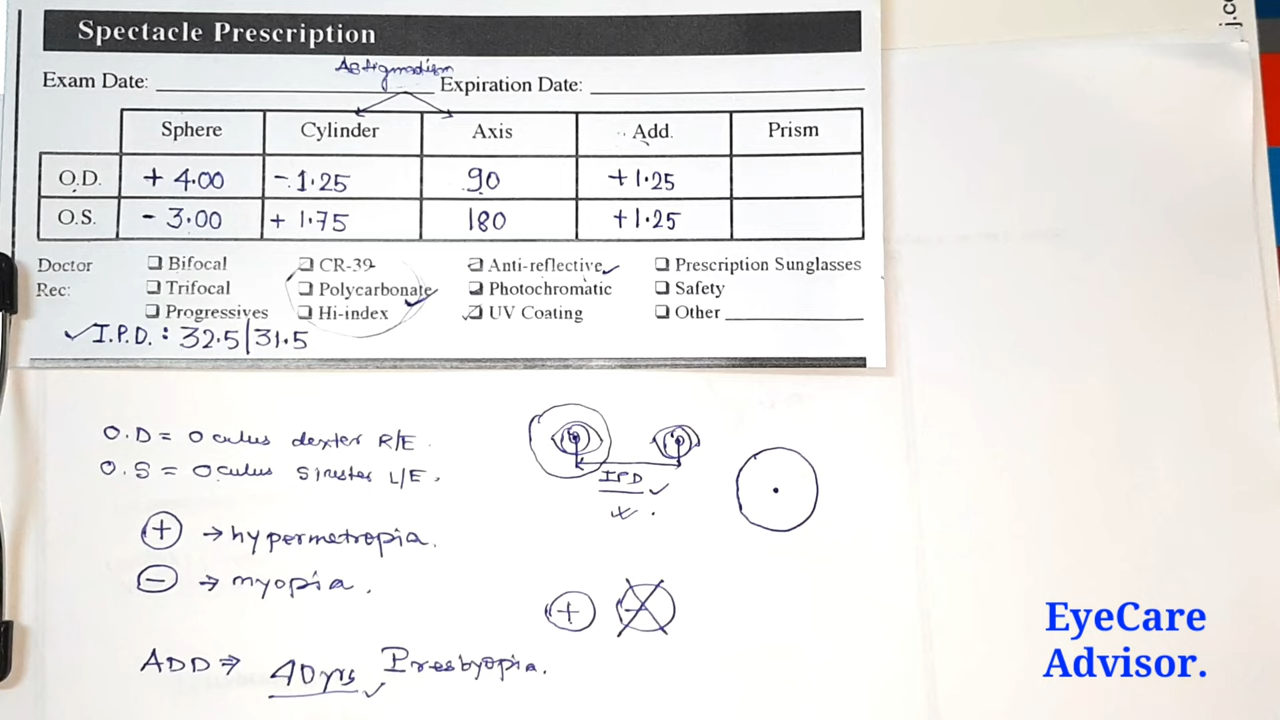 Spectacle Prescription
Astigmatism
Exam Date: Expiration Date:
Sphere Cylinder Axis Add. Prism
O.D. + 4.00 - 1.25 90 +1.25
O.S. - 3.00 + 1.75 180 +1.25
Doctor Bifocal CR-39 Anti-reflective Prescription Sunglasses
Rec: Trifocal Polycarbonate Photochromatic Safety
Progressives Hi-index UV Coating Other
I.P.D. : 32.5|31.5
O.D = Oculus dexter R/E.
O.S = Oculus Sinester L/E.
IPD
+ → hypermetropia.
- → myopia.
+ -
ADD ⇒ 40yrs Presbyopia.
EyeCare
Advisor.